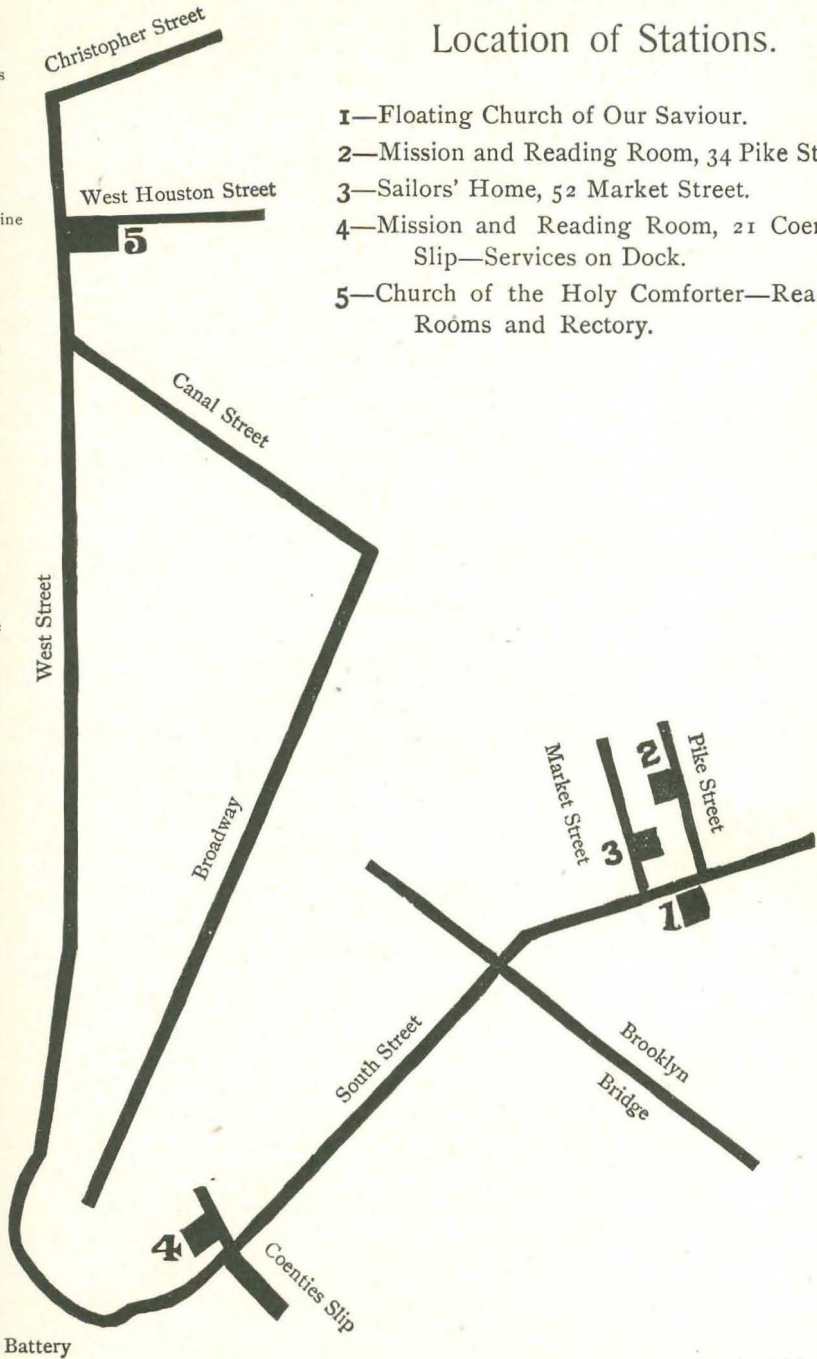 Location of Stations.
1—Floating Church of Our Saviour.
2—Mission and Reading Room, 34 Pike St
3—Sailors' Home, 52 Market Street.
4—Mission and Reading Room, 21 Coen
Slip—Services on Dock.
5—Church of the Holy Comforter—Rea
Rooms and Rectory.
Christopher Street
s
West Houston Street
ine
5
Canal Street
West Street
Broadway
Market Street
2
Pike Street
3
1
South Street
Brooklyn
Bridge
4
Coenties Slip
Battery